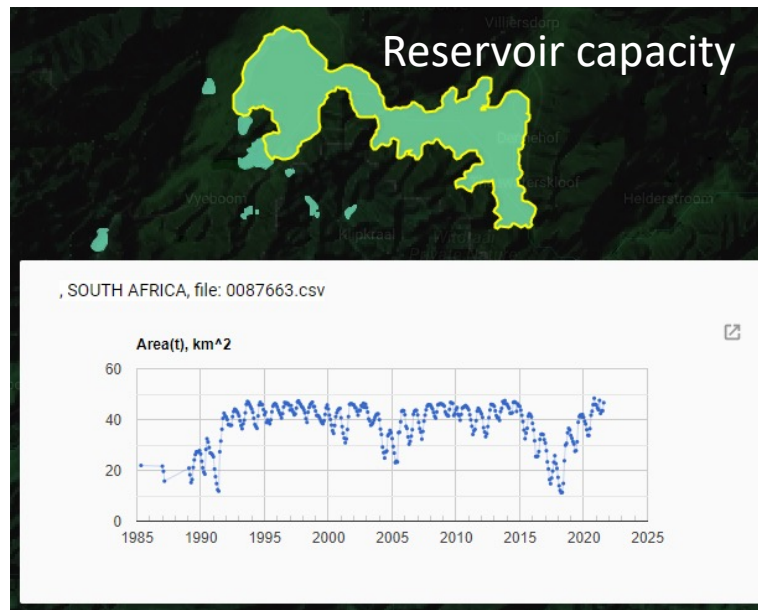 Villiersdorp
Reservoir capacity
Vyeboom
Helderstroom
, SOUTH AFRICA, file: 0087663.csv
Area(t), km^2
60
40
20
0
1985
1990
1995
2000
2005
2010
2015
2020
2025